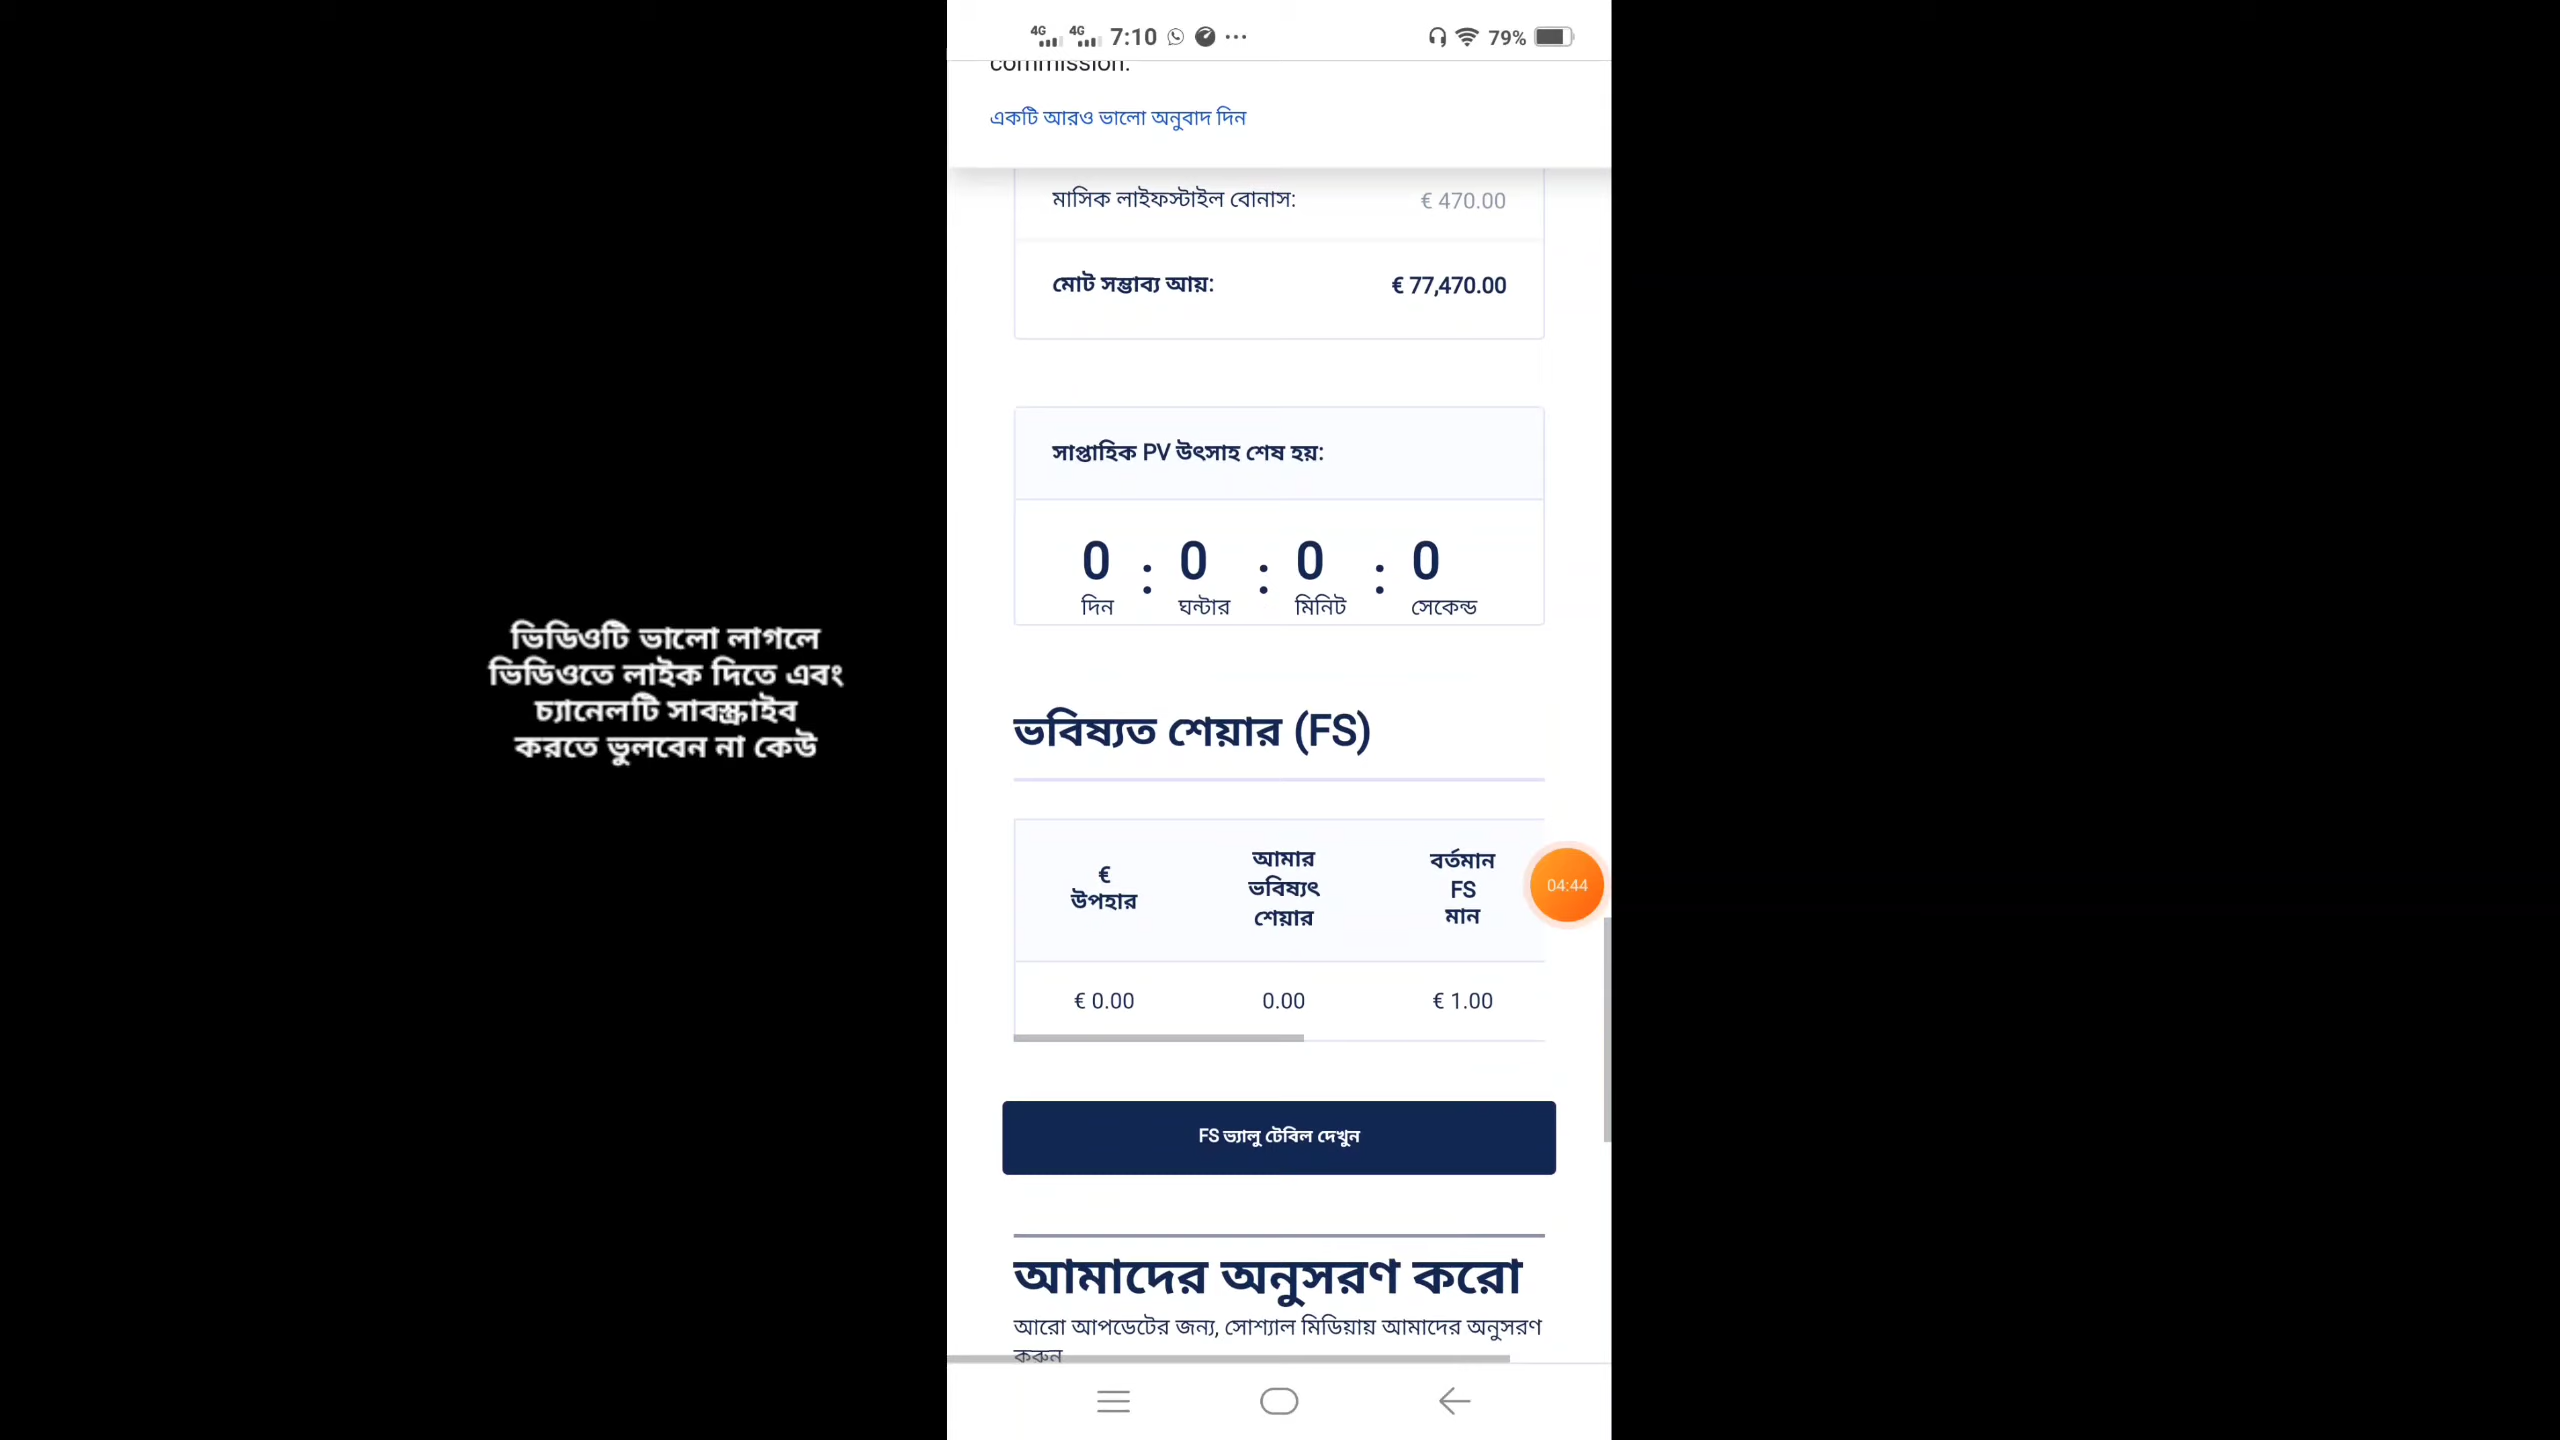 4G 4G 7:10 ... 79%
commission.
একটি আরও ভালো অনুবাদ দিন
মাসিক লাইফস্টাইল বোনাস: € 470.00
মোট সম্ভাব্য আয়: € 77,470.00
সাপ্তাহিক PV উৎসাহ শেষ হয়:
0 : 0 : 0 : 0
দিন ঘন্টার মিনিট সেকেন্ড
ভিডিওটি ভালো লাগলে
ভিডিওতে লাইক দিতে এবং
চ্যানেলটি সাবস্ক্রাইব
করতে ভুলবেন না কেউ
ভবিষ্যত শেয়ার (FS)
€
উপহার
আমার
ভবিষ্যৎ
শেয়ার
বর্তমান
FS
মান
04:44
€ 0.00 0.00 € 1.00
FS ভ্যালু টেবিল দেখুন
আমাদের অনুসরণ করো
আরো আপডেটের জন্য, সোশ্যাল মিডিয়ায় আমাদের অনুসরণ
করুন